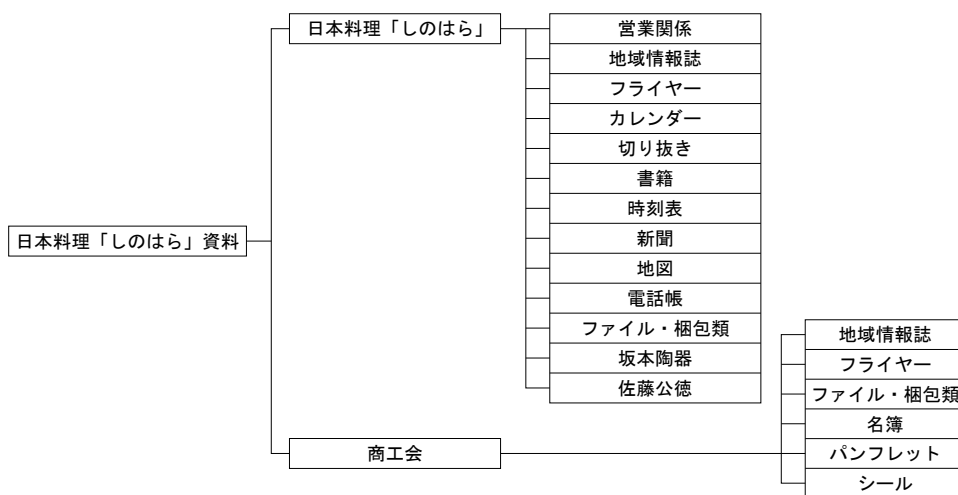 日本料理「しのはら」資料
日本料理「しのはら」
営業関係
地域情報誌
フライヤー
カレンダー
切り抜き
書籍
時刻表
新聞
地図
電話帳
ファイル・梱包類
坂本陶器
佐藤公徳
商工会
地域情報誌
フライヤー
ファイル・梱包類
名簿
パンフレット
シール